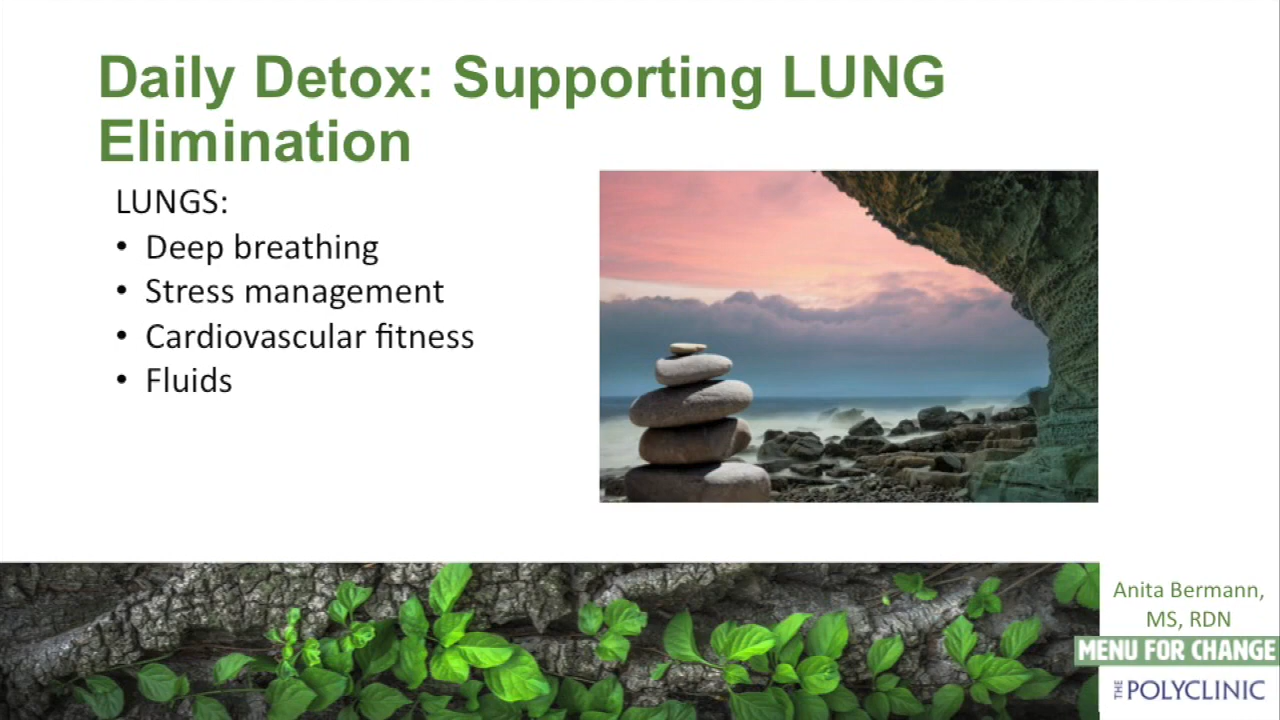 Daily Detox: Supporting LUNG
Elimination
LUNGS:
• Deep breathing
• Stress management
• Cardiovascular fitness
• Fluids
Anita Bermann,
MS, RDN
MENU FOR CHANGE
THE POLYCLINIC